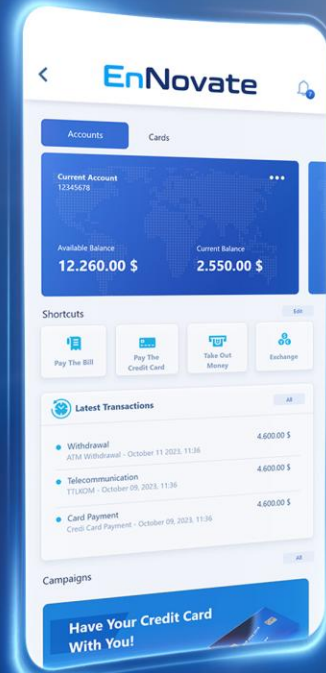 EnNovate
7
Accounts
Cards
Current Account
12345678
Available Balance
Current Balance
12.260.00 $
2.550.00 $
Shortcuts
Edit
Pay The Bill
Pay The
Credit Card
Take Out
Money
Exchange
Latest Transactions
All
Withdrawal
4.600.00 $
ATM Withdrawal - October 11 2023, 11:36
Telecommunication
4.600.00 $
TTLKOM - October 09, 2023, 11:36
Card Payment
4.600.00 $
Credi Card Payment - October 09, 2023, 11:36
All
Campaigns
Have Your Credit Card
With You!